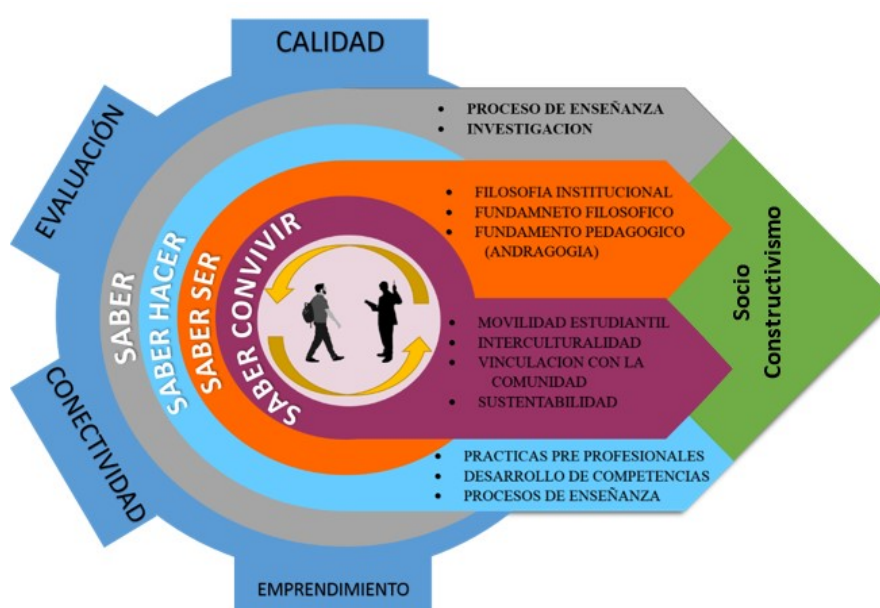 CALIDAD
EVALUACIÓN
CONECTIVIDAD
EMPRENDIMIENTO
SABER
SABER HACER
SABER SER
SABER CONVIVIR
• PROCESO DE ENSEÑANZA
• INVESTIGACION
• FILOSOFIA INSTITUCIONAL
• FUNDAMNETO FILOSOFICO
• FUNDAMENTO PEDAGOGICO
(ANDRAGOGIA)
• MOVILIDAD ESTUDIANTIL
• INTERCULTURALIDAD
• VINCULACION CON LA
COMUNIDAD
• SUSTENTABILIDAD
• PRACTICAS PRE PROFESIONALES
• DESARROLLO DE COMPETENCIAS
• PROCESOS DE ENSEÑANZA
Socio
Constructivismo